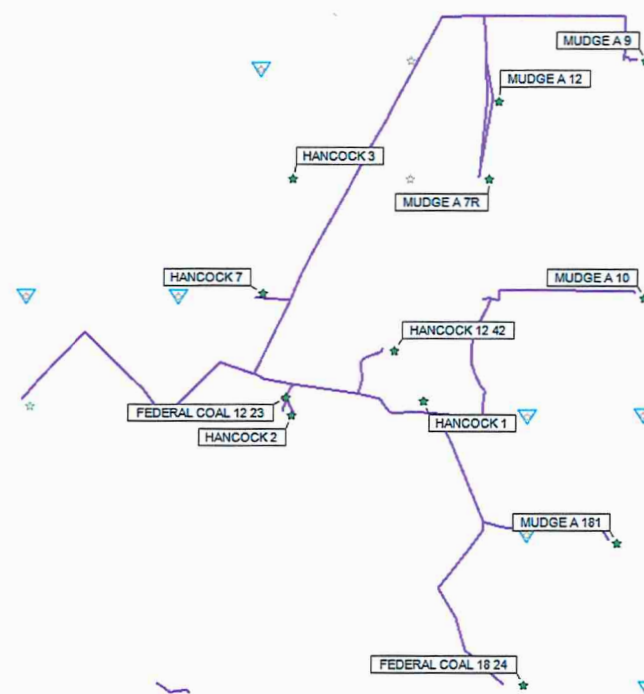 MUDGE A 9
MUDGE A 12
HANCOCK 3
MUDGE A 7R
HANCOCK 7
MUDGE A 10
HANCOCK 12 42
FEDERAL COAL 12 23
HANCOCK 1
HANCOCK 2
MUDGE A 181
FEDERAL COAL 18 24